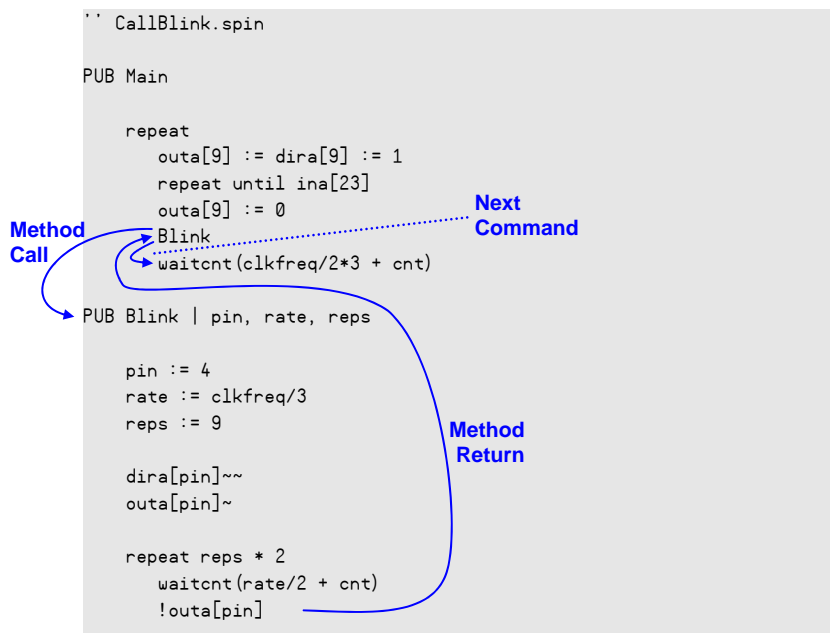 '' CallBlink.spin
PUB Main
repeat
outa[9] := dira[9] := 1
repeat until ina[23]
outa[9] := 0
Blink
waitcnt(clkfreq/2*3 + cnt)
Next
Command
Method
Call
PUB Blink | pin, rate, reps
pin := 4
rate := clkfreq/3
reps := 9
Method
Return
dira[pin]~~
outa[pin]~
repeat reps * 2
waitcnt(rate/2 + cnt)
!outa[pin]